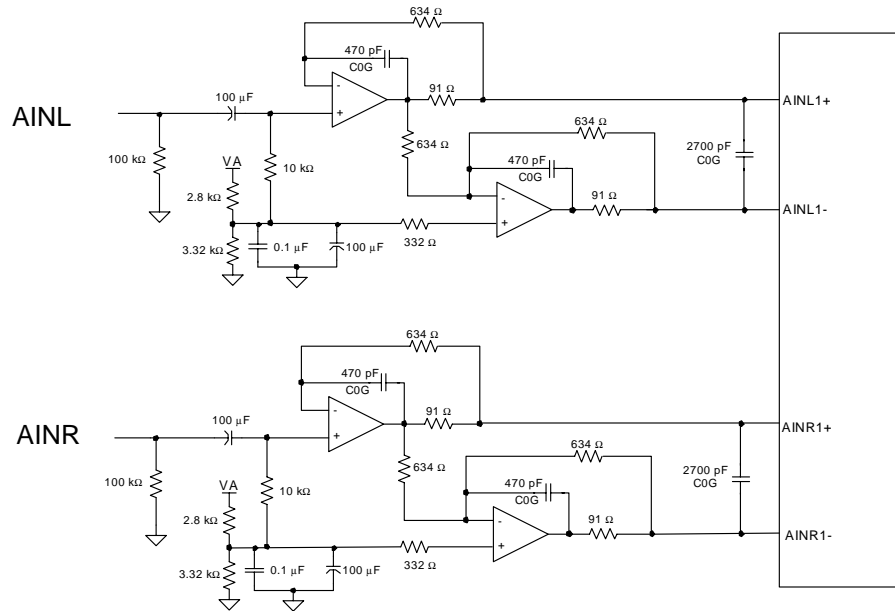 634 Ω
470 pF
C0G
100 µF
91 Ω
AINL
AINL1+
634 Ω
634 Ω
100 kΩ
VA
10 kΩ
470 pF
C0G
2700 pF
C0G
2.8 kΩ
91 Ω
AINL1-
3.32 kΩ
0.1 µF
100 µF
332 Ω
634 Ω
470 pF
C0G
100 µF
91 Ω
AINR
AINR1+
634 Ω
634 Ω
100 kΩ
VA
10 kΩ
470 pF
C0G
2700 pF
C0G
2.8 kΩ
91 Ω
AINR1-
3.32 kΩ
0.1 µF
100 µF
332 Ω